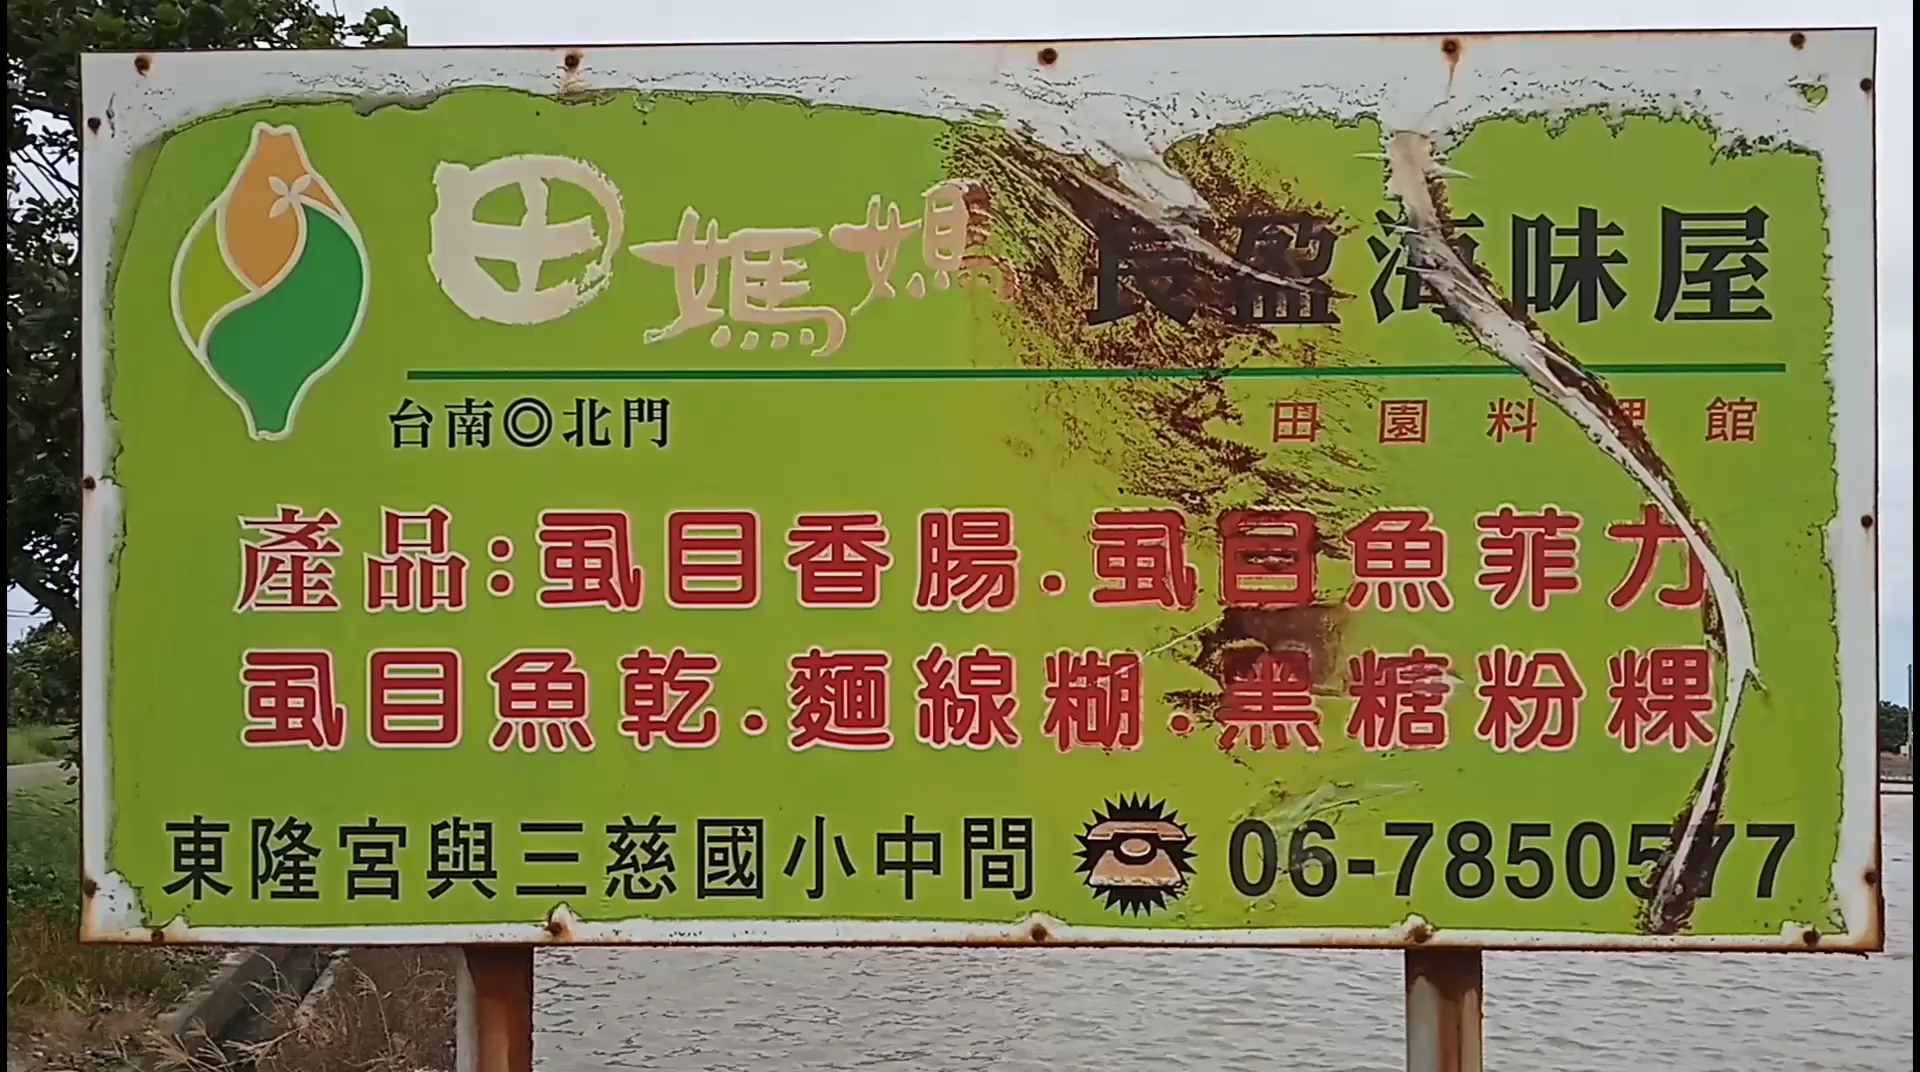 田媽媽 長盈海味屋
台南◎北門
田園料理館
產品:虱目香腸.虱目魚菲力
虱目魚乾.麵線糊.黑糖粉粿
東隆宮與三慈國小中間 06-7850577